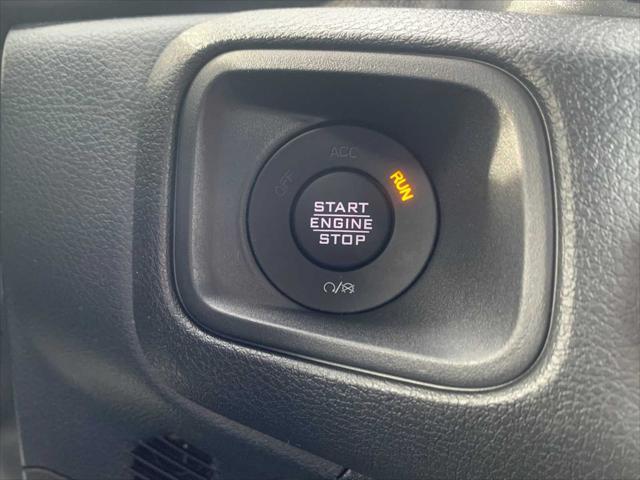 ACC
OFF
RUN
START
ENGINE
STOP